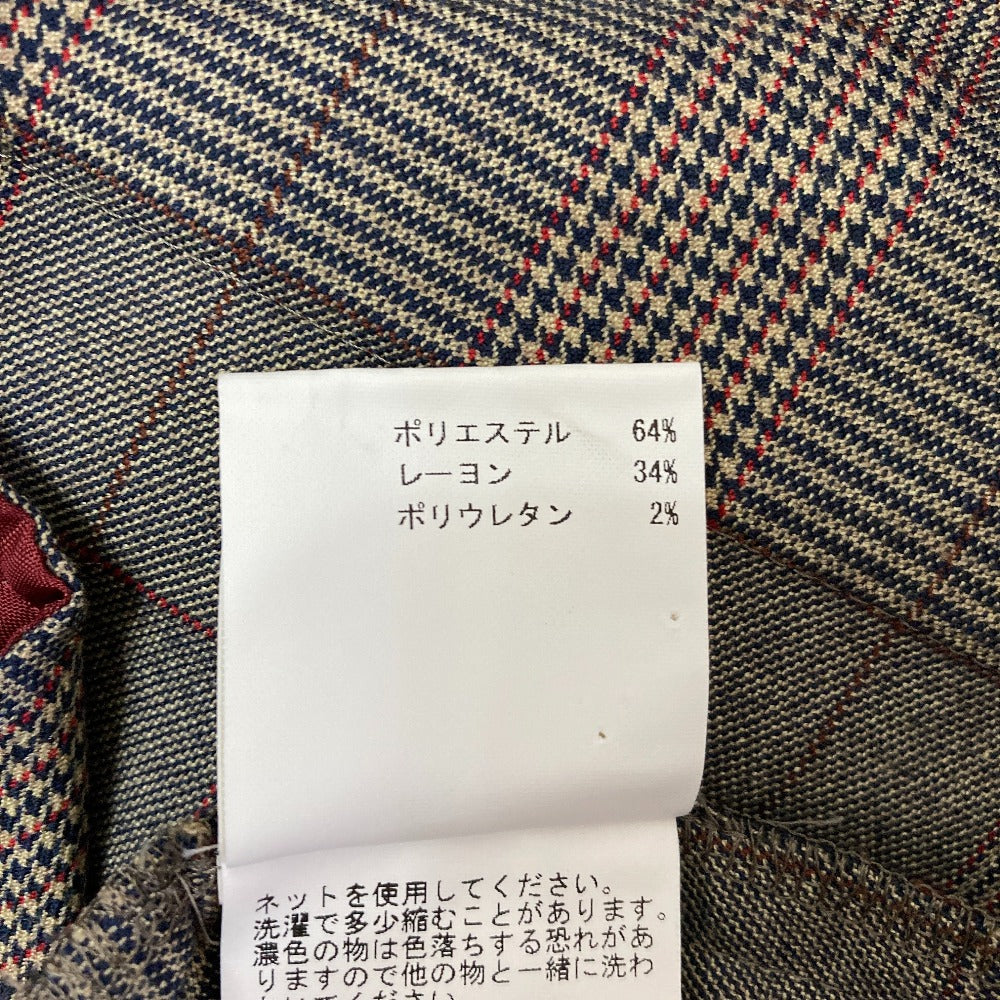 ポリエステル 64%
レーヨン 34%
ポリウレタン 2%
ネットを使用してください。
洗濯で多少縮むことがあります。
濃色の物は色落ちする恐れがあ
りますので他の物と一緒に洗わ